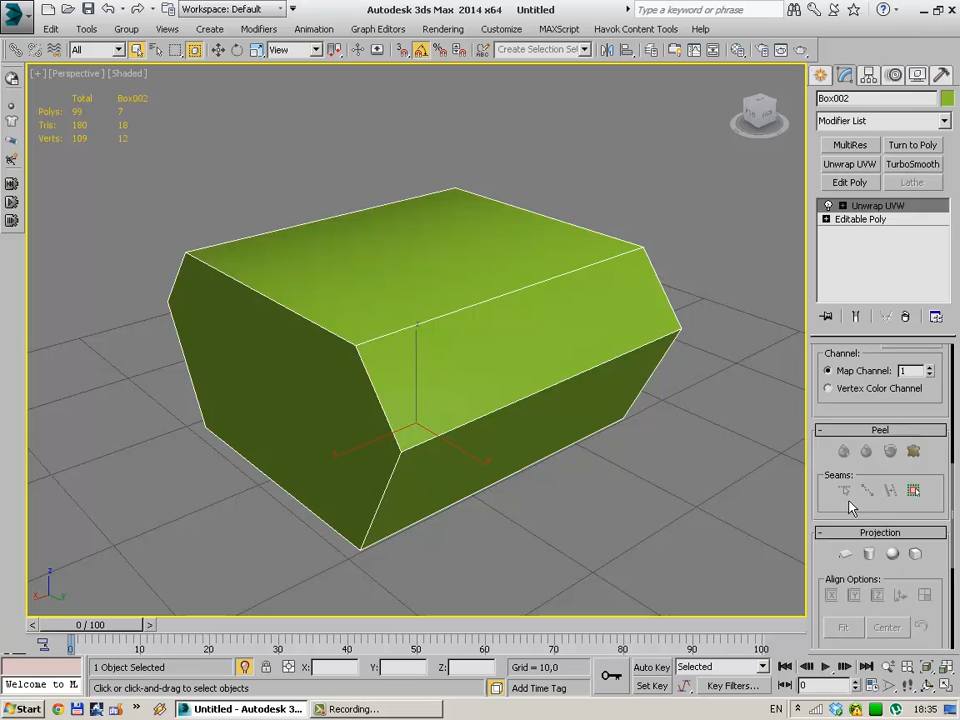 Workspace: Default
Autodesk 3ds Max 2014 x64 Untitled
Type a keyword or phrase
Edit Tools Group Views Create Modifiers Animation Graph Editors Rendering Customize MAXScript Havok Content Tools Help
All View Create Selection Se
[+] [Perspective] [Shaded]
Total Box002
Polys: 99 7
Tris: 180 18
Verts: 109 12
Box002
Modifier List
MultiRes Turn to Poly
Unwrap UVW TurboSmooth
Edit Poly Lathe
Unwrap UVW
Editable Poly
Channel:
Map Channel: 1
Vertex Color Channel
Peel
Seams:
Projection
Align Options:
X Y Z
Fit Center
z
x y
0 / 100
0 10 20 30 40 50 60 70 80 90 100
1 Object Selected X: Y: Z: Grid = 10,0 Auto Key Selected
Welcome to M. Click or click-and-drag to select objects Add Time Tag Set Key Key Filters... 0
Start Untitled - Autodesk 3... Recording... EN 18:35